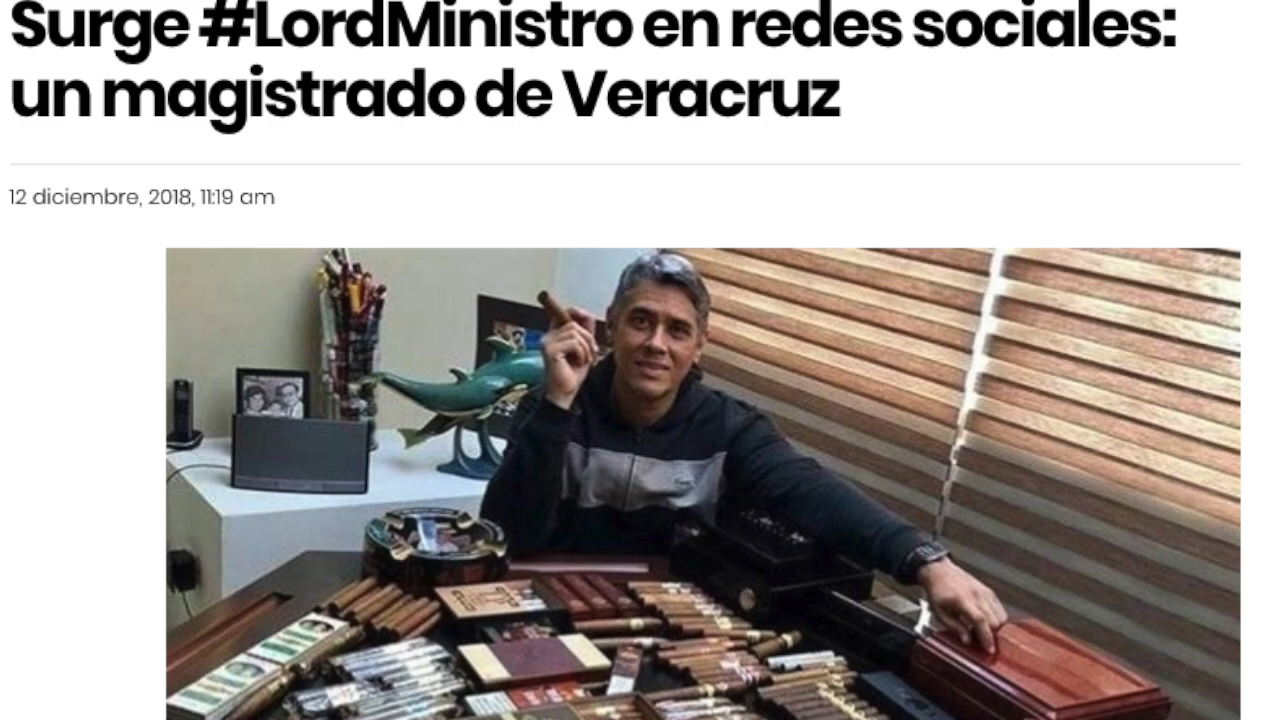 Surge #LordMinistro en redes sociales:
un magistrado de Veracruz
12 diciembre, 2018, 11:19 am